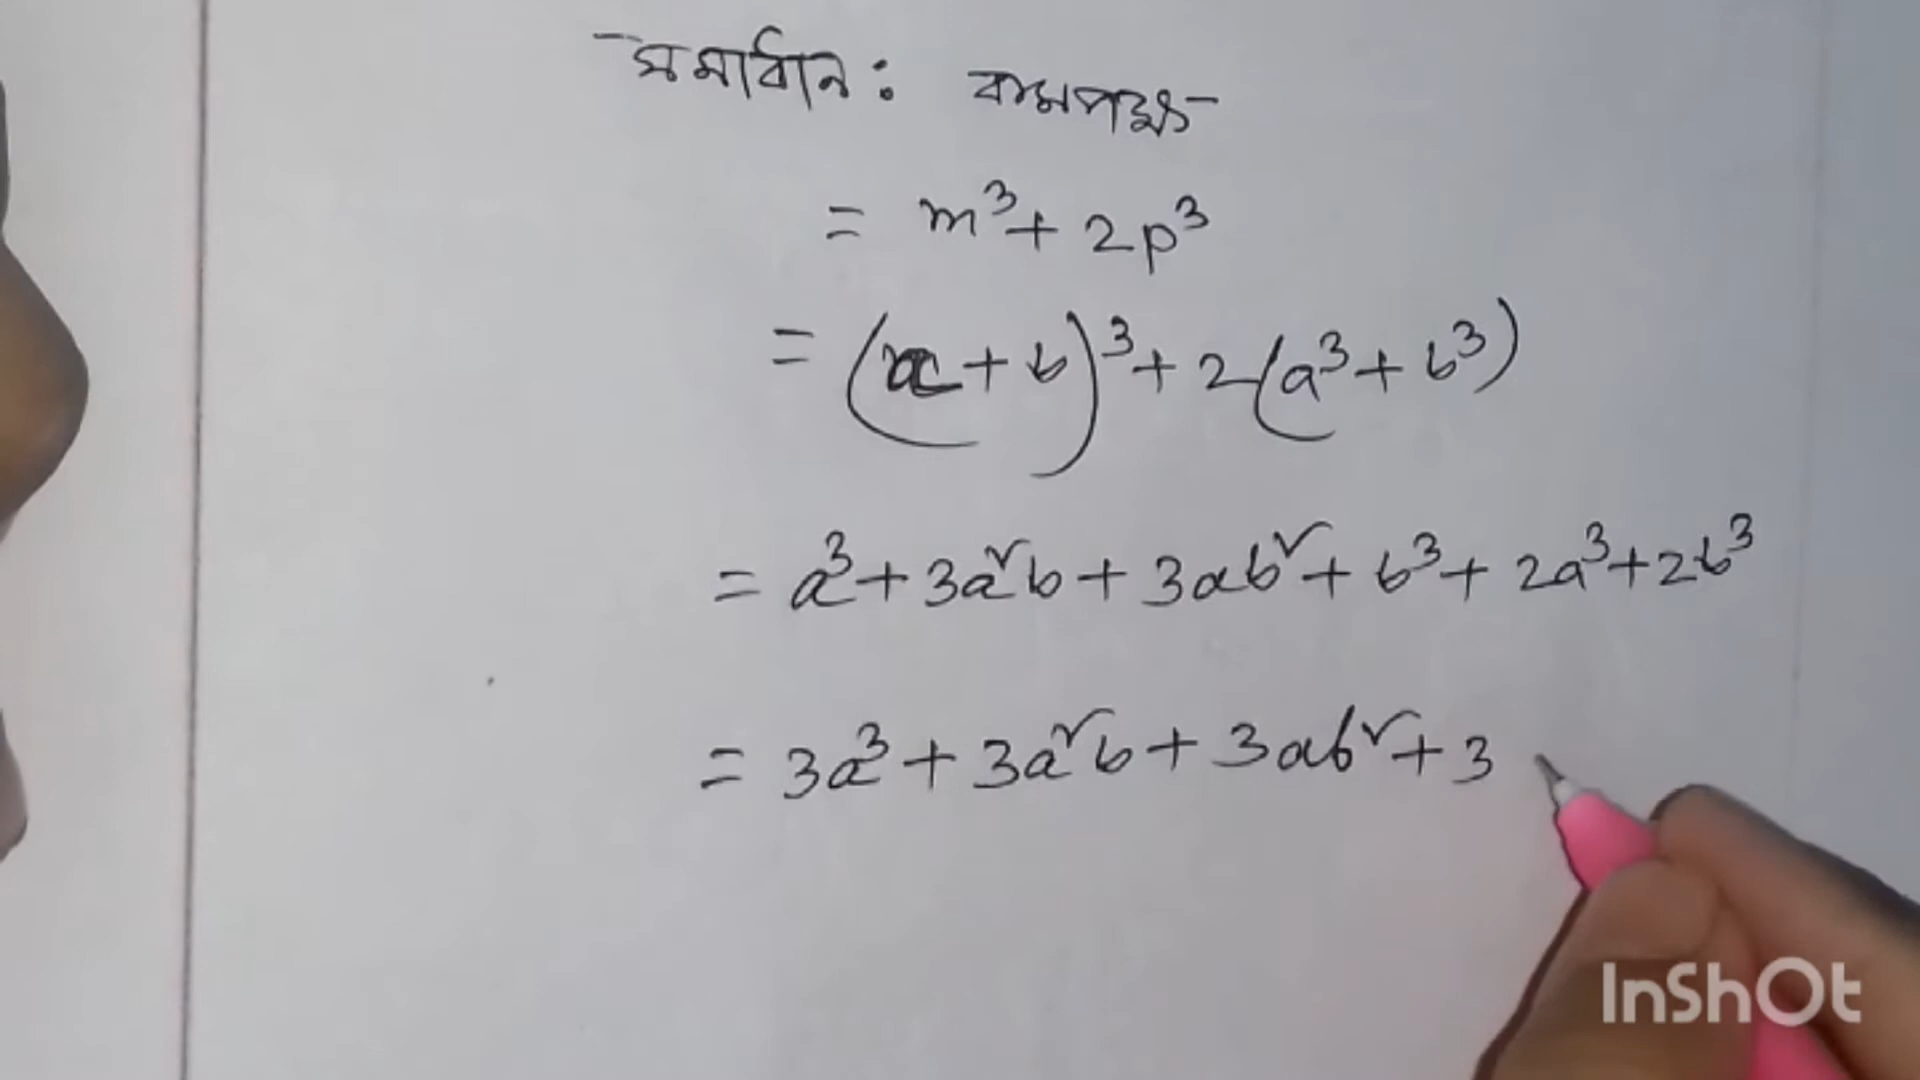 সমাধান : বামপক্ষ
= m³ + 2p³
= (a + b)³ + 2(a³ + b³)
= a³ + 3a²b + 3ab² + b³ + 2a³ + 2b³
= 3a³ + 3a²b + 3ab² + 3
InShOt